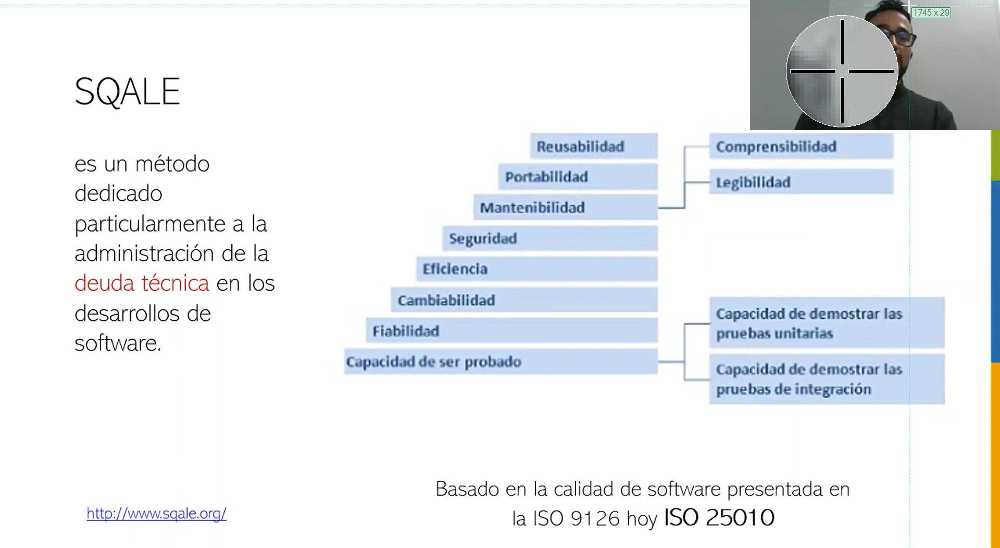 1745 x 29
SQALE
es un método
dedicado
particularmente a la
administración de la
deuda técnica en los
desarrollos de
software.
Reusabilidad
Portabilidad
Mantenibilidad
Seguridad
Eficiencia
Cambiabilidad
Fiabilidad
Capacidad de ser probado
Comprensibilidad
Legibilidad
Capacidad de demostrar las
pruebas unitarias
Capacidad de demostrar las
pruebas de integración
Basado en la calidad de software presentada en
la ISO 9126 hoy ISO 25010
http://www.sqale.org/